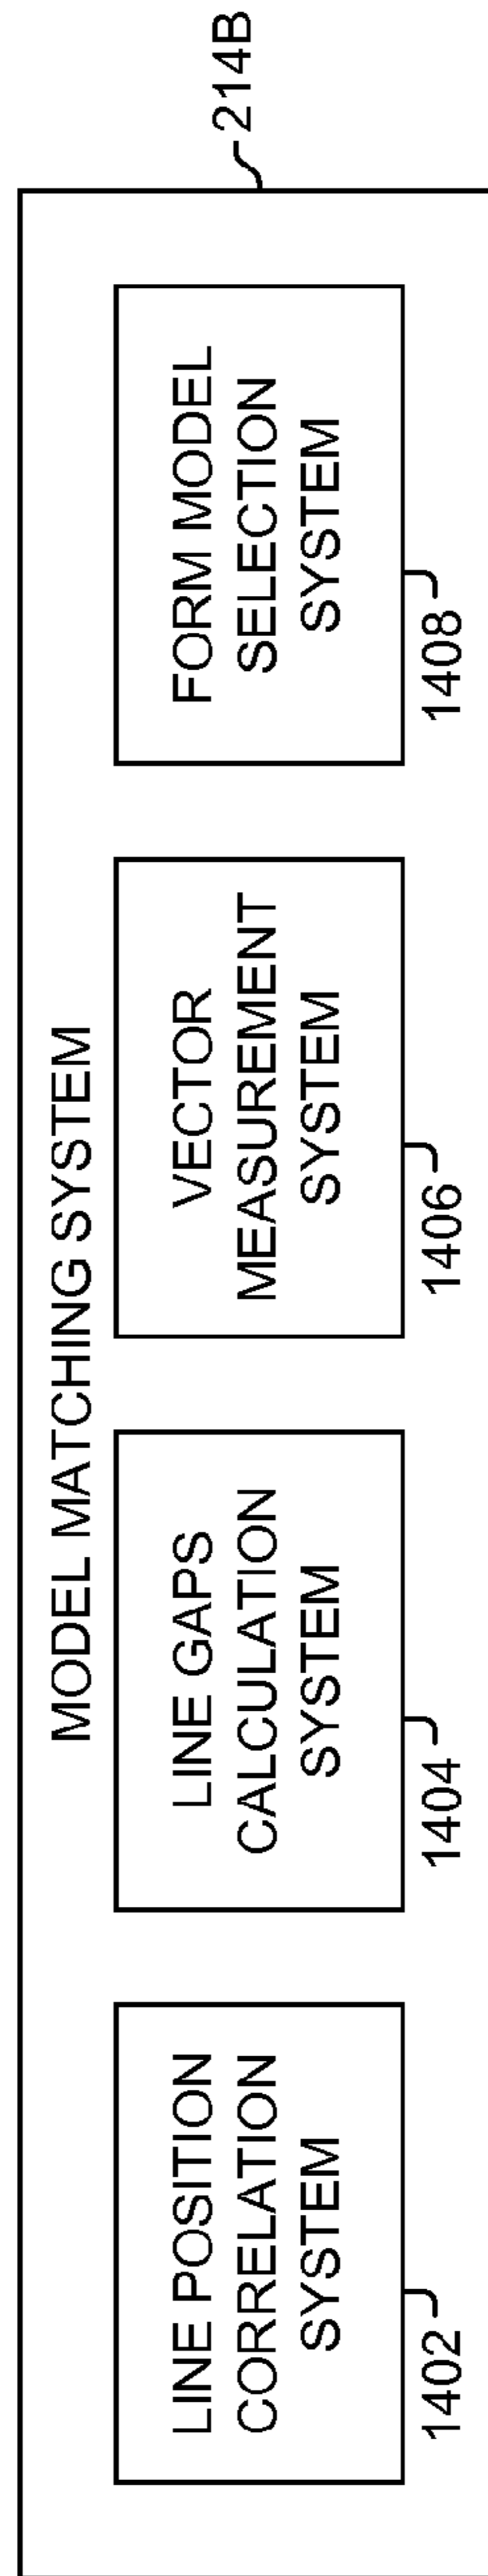 MODEL MATCHING SYSTEM
214B
LINE POSITION
CORRELATION
SYSTEM
1402
LINE GAPS
CALCULATION
SYSTEM
1404
VECTOR
MEASUREMENT
SYSTEM
1406
FORM MODEL
SELECTION
SYSTEM
1408